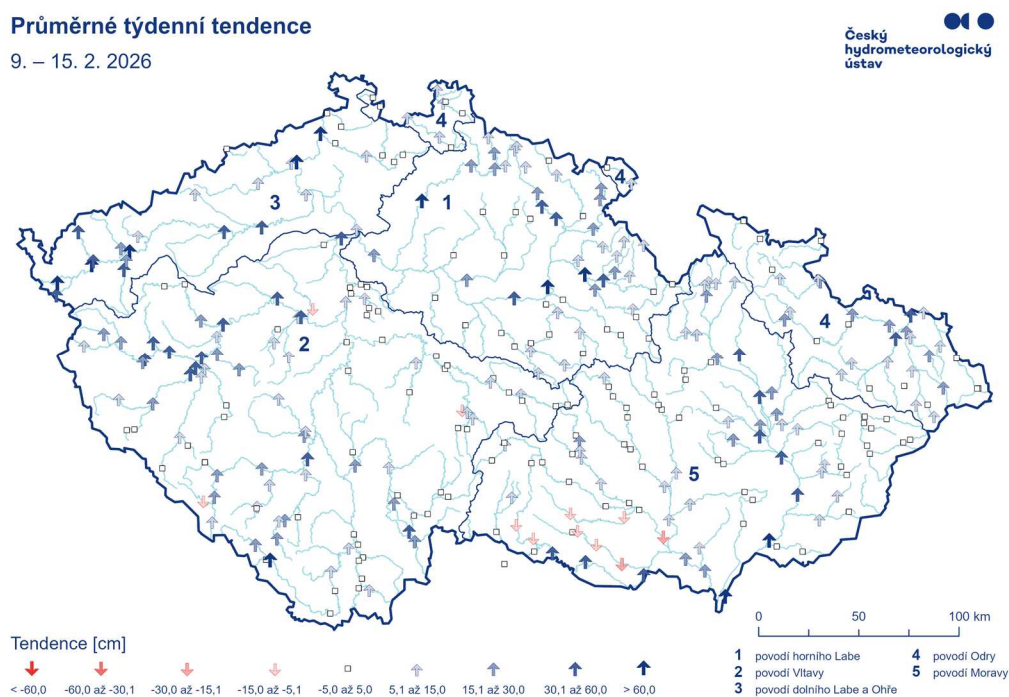 Průměrné týdenní tendence
9. – 15. 2. 2026
Český
hydrometeorologický
ústav
4
4
3
1
4
2
5
Tendence [cm]
< -60,0
-60,0 až -30,1
-30,0 až -15,1
-15,0 až -5,1
-5,0 až 5,0
5,1 až 15,0
15,1 až 30,0
30,1 až 60,0
> 60,0
0 50 100 km
1 povodí horního Labe
2 povodí Vltavy
3 povodí dolního Labe a Ohře
4 povodí Odry
5 povodí Moravy